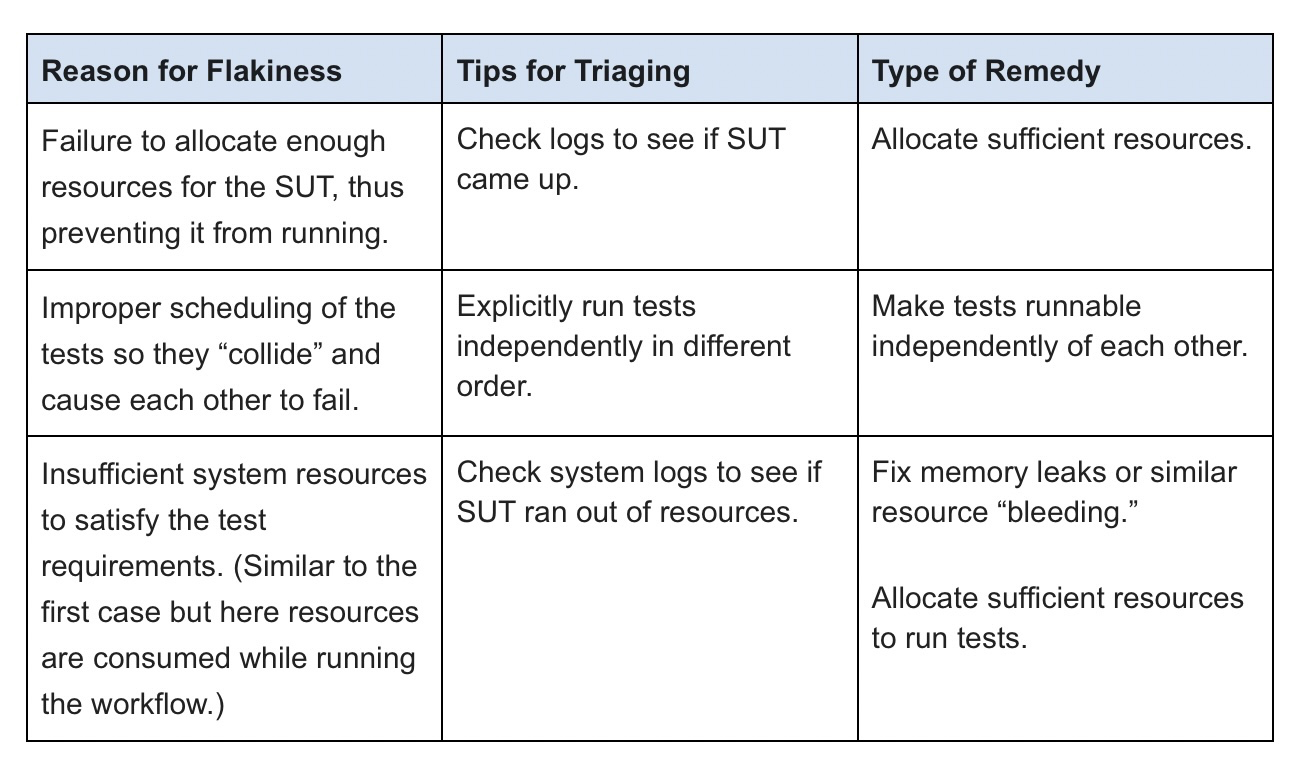 Reason for Flakiness
Tips for Triaging
Type of Remedy
Failure to allocate enough
resources for the SUT, thus
preventing it from running.
Check logs to see if SUT
came up.
Allocate sufficient resources.
Improper scheduling of the
tests so they “collide” and
cause each other to fail.
Explicitly run tests
independently in different
order.
Make tests runnable
independently of each other.
Insufficient system resources
to satisfy the test
requirements. (Similar to the
first case but here resources
are consumed while running
the workflow.)
Check system logs to see if
SUT ran out of resources.
Fix memory leaks or similar
resource “bleeding.”
Allocate sufficient resources
to run tests.